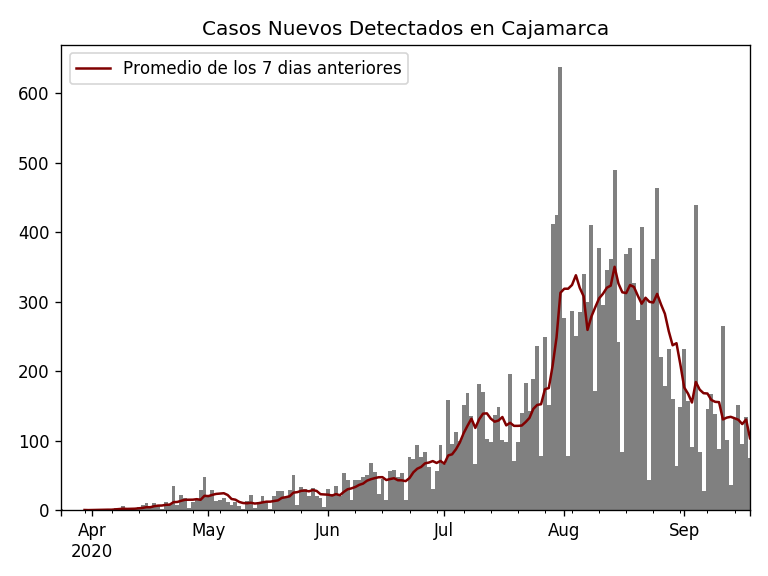 Casos Nuevos Detectados en Cajamarca
Promedio de los 7 dias anteriores
600
500
400
300
200
100
0
Apr May Jun Jul Aug Sep
2020